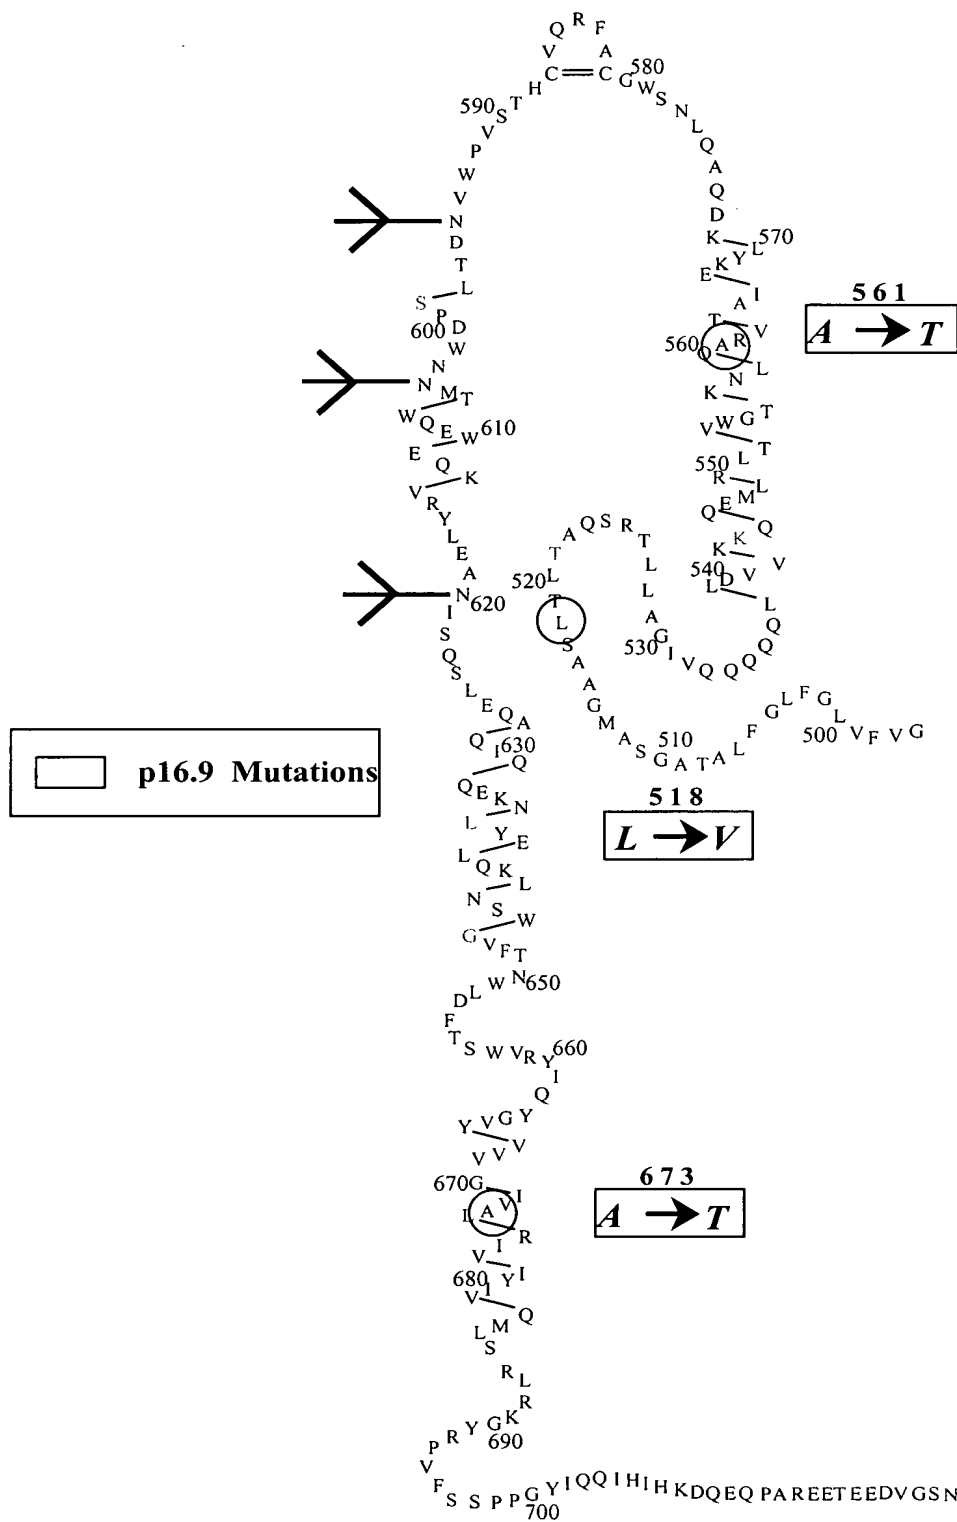 Q R F
V A
C C G 580 W S N L Q A Q D
H
T
590 S
V
P
W
V
N
D
T
L
S P D
600
W
N
N M T
W Q E W 610
E Q K
V R Y L E A
N 620
I
S
Q
S
L
E Q A
Q I 630 Q
Q E K N
L Y E
L Q K L
N S W
G V F T
N 650
W
L
D
F
T
S W V R Y 660
I
Q
Y
G
V
Y
V V V
670 G I
L A V R
I
V Y I
680 V I Q
L M
S
R
L
R
K
G 690
Y
R
P
V
F
S S P P G 700 Y I Q Q I H I H K D Q E Q P A R E E T E E D V G S N
K L 570
E K Y I
A
T V
560 Q A R L
N
K T
V W G T
L
550 R L
Q E M Q
K
K V
540 L D V L
Q
Q
Q
Q
Q
V
I
530 G
A
L
L
T
R
S
Q
A
T
520 L
T
L
S
A
A
G
M
A
S
G 510
A
T
A
L
F
G
L
F
G
L 500
V
F
V
G
561
A T
518
L V
673
A T
p16.9 Mutations